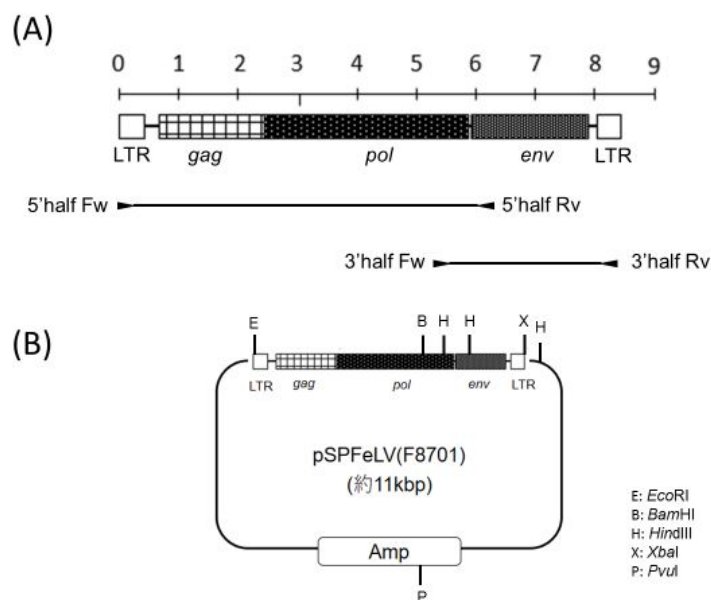 (A)
0 1 2 3 4 5 6 7 8 9
LTR gag pol env LTR
5'half Fw 5'half Rv
3'half Fw 3'half Rv
(B)
E B H H X H
LTR gag pol env LTR
pSPFeLV(F8701)
(約11kbp)
Amp
P
E: EcoRI
B: BamHI
H: HindIII
X: XbaI
P: PvuI